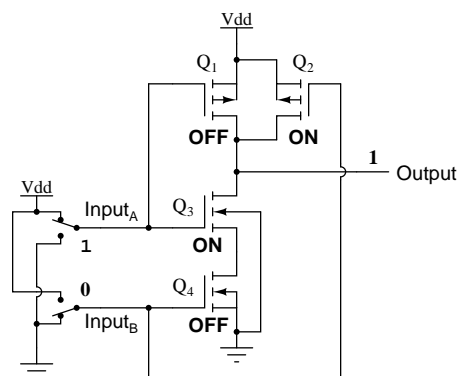 Vdd
Q1 Q2
OFF ON
1
Output
Q3
Vdd
InputA
1
ON
0
Q4
InputB
OFF